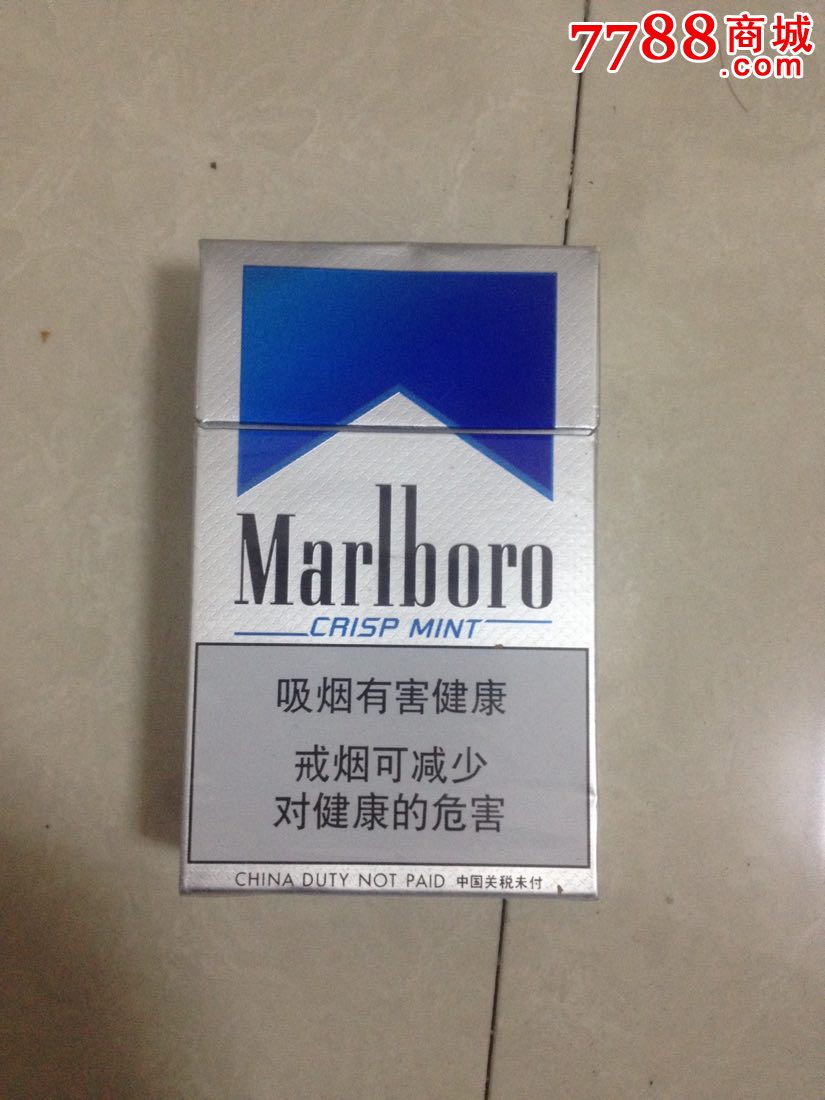 7788商城
.com
Marlboro
CRISP MINT
吸烟有害健康
戒烟可减少
对健康的危害
CHINA DUTY NOT PAID 中国关税未付